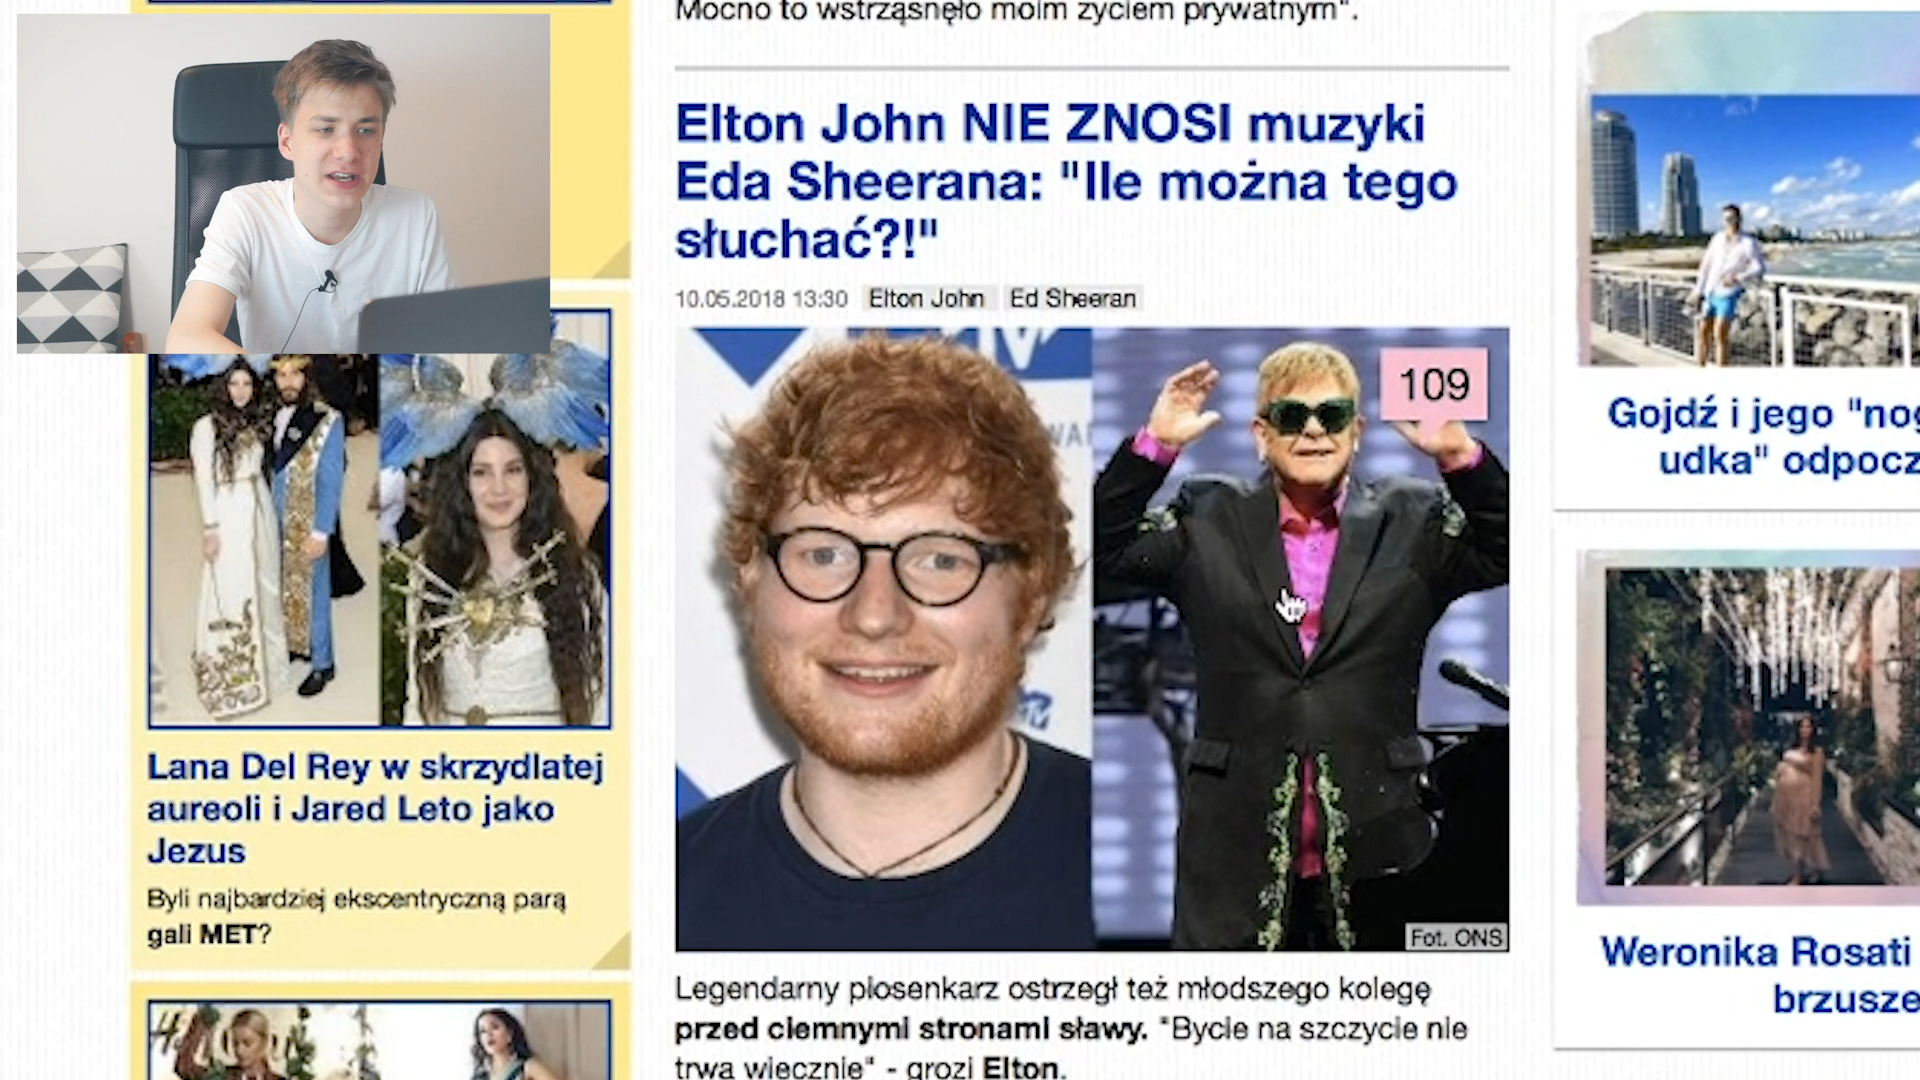 Mocno to wstrząsnęło moim życiem prywatnym".
Elton John NIE ZNOSI muzyki
Eda Sheerana: "Ile można tego
słuchać?!"
10.05.2018 13:30 Elton John Ed Sheeran
109
Fot. ONS
Legendarny piosenkarz ostrzegł też młodszego kolegę
przed ciemnymi stronami sławy. "Bycie na szczycie nie
trwa wiecznie" - grozi Elton.
Lana Del Rey w skrzydlatej
aureoli i Jared Leto jako
Jezus
Byli najbardziej ekscentryczną parą
gali MET?
Gojdź i jego "nog
udka" odpocz
Weronika Rosati
brzusze